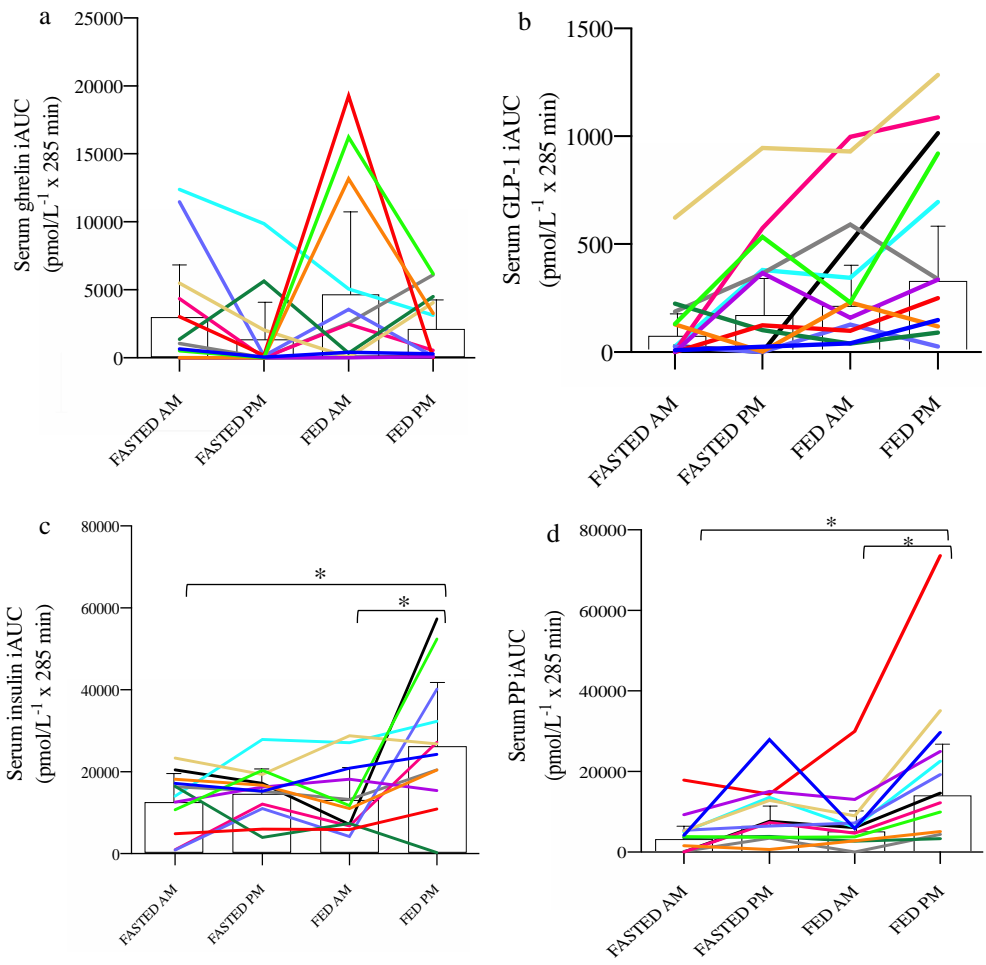 a
Serum ghrelin iAUC
(pmol/L⁻¹ x 285 min)
25000
20000
15000
10000
5000
0
FASTED AM
FASTED PM
FED AM
FED PM
b
Serum GLP-1 iAUC
(pmol/L⁻¹ x 285 min)
1500
1000
500
0
FASTED AM
FASTED PM
FED AM
FED PM
c
Serum insulin iAUC
(pmol/L⁻¹ x 285 min)
80000
60000
40000
20000
0
*
*
FASTED AM
FASTED PM
FED AM
FED PM
d
Serum PP iAUC
(pmol/L⁻¹ x 285 min)
80000
60000
40000
20000
0
*
*
FASTED AM
FASTED PM
FED AM
FED PM